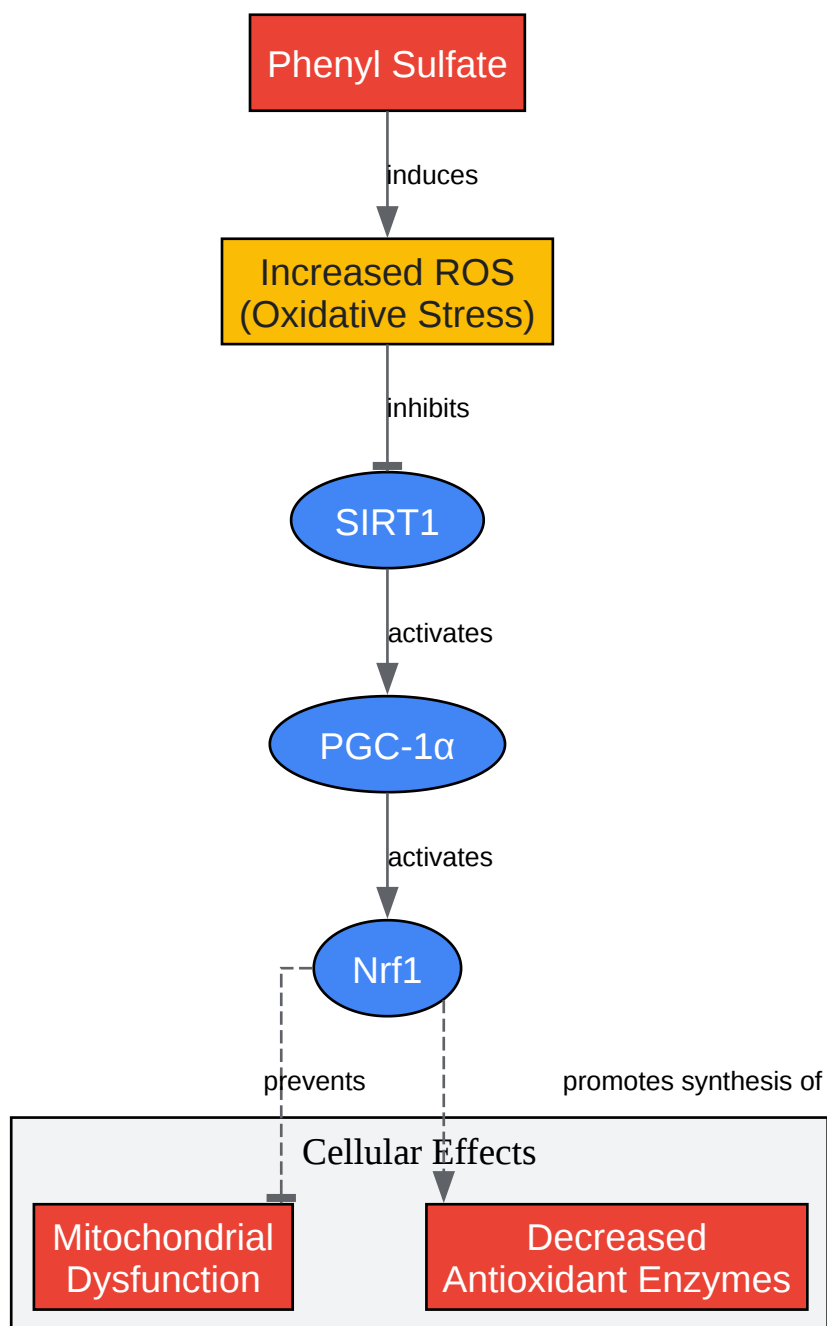 Phenyl Sulfate
induces
Increased ROS
(Oxidative Stress)
inhibits
SIRT1
activates
PGC-1α
activates
Nrf1
prevents
promotes synthesis of
Cellular Effects
Mitochondrial
Dysfunction
Decreased
Antioxidant Enzymes